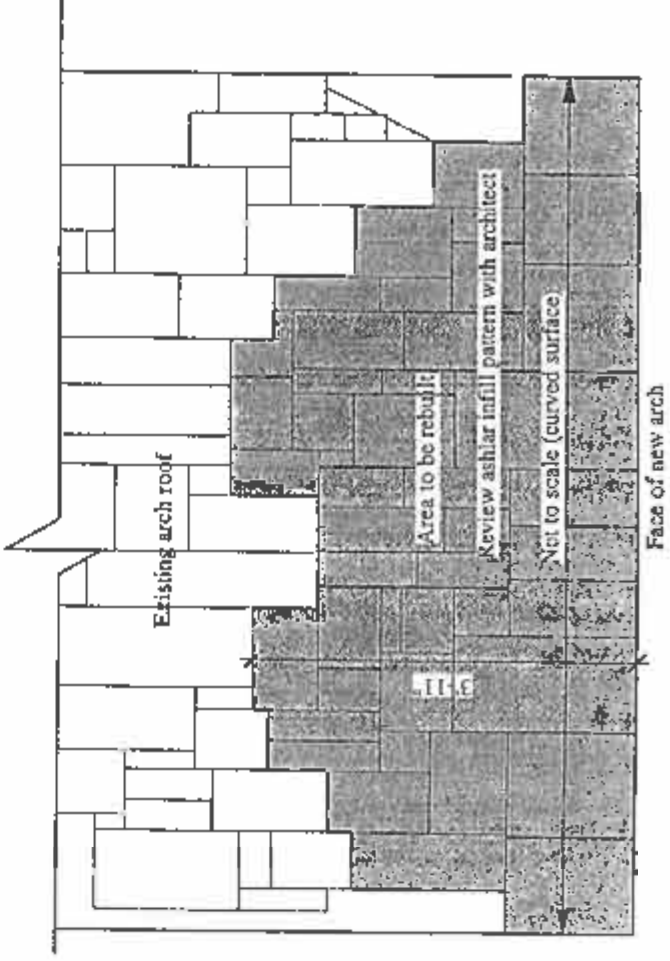 Existing arch roof
Area to be rebuilt
Review ashlar infill pattern with architect
Not to scale (curved surface)
Face of new arch
3'-11"